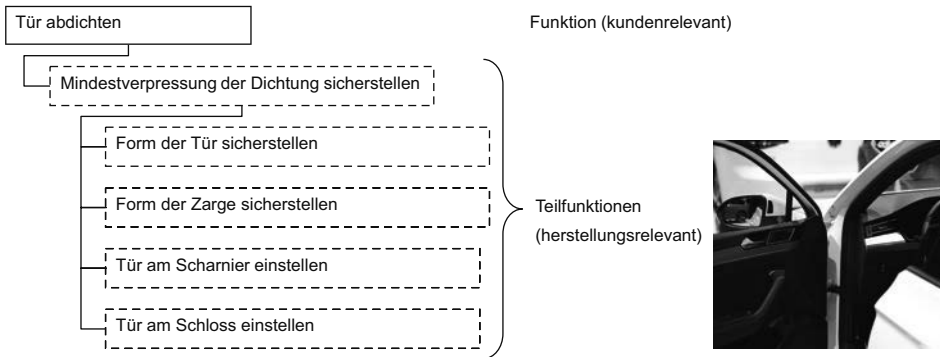 Tür abdichten
Funktion (kundenrelevant)
Mindestverpressung der Dichtung sicherstellen
Form der Tür sicherstellen
Form der Zarge sicherstellen
Tür am Scharnier einstellen
Tür am Schloss einstellen
Teilfunktionen
(herstellungsrelevant)